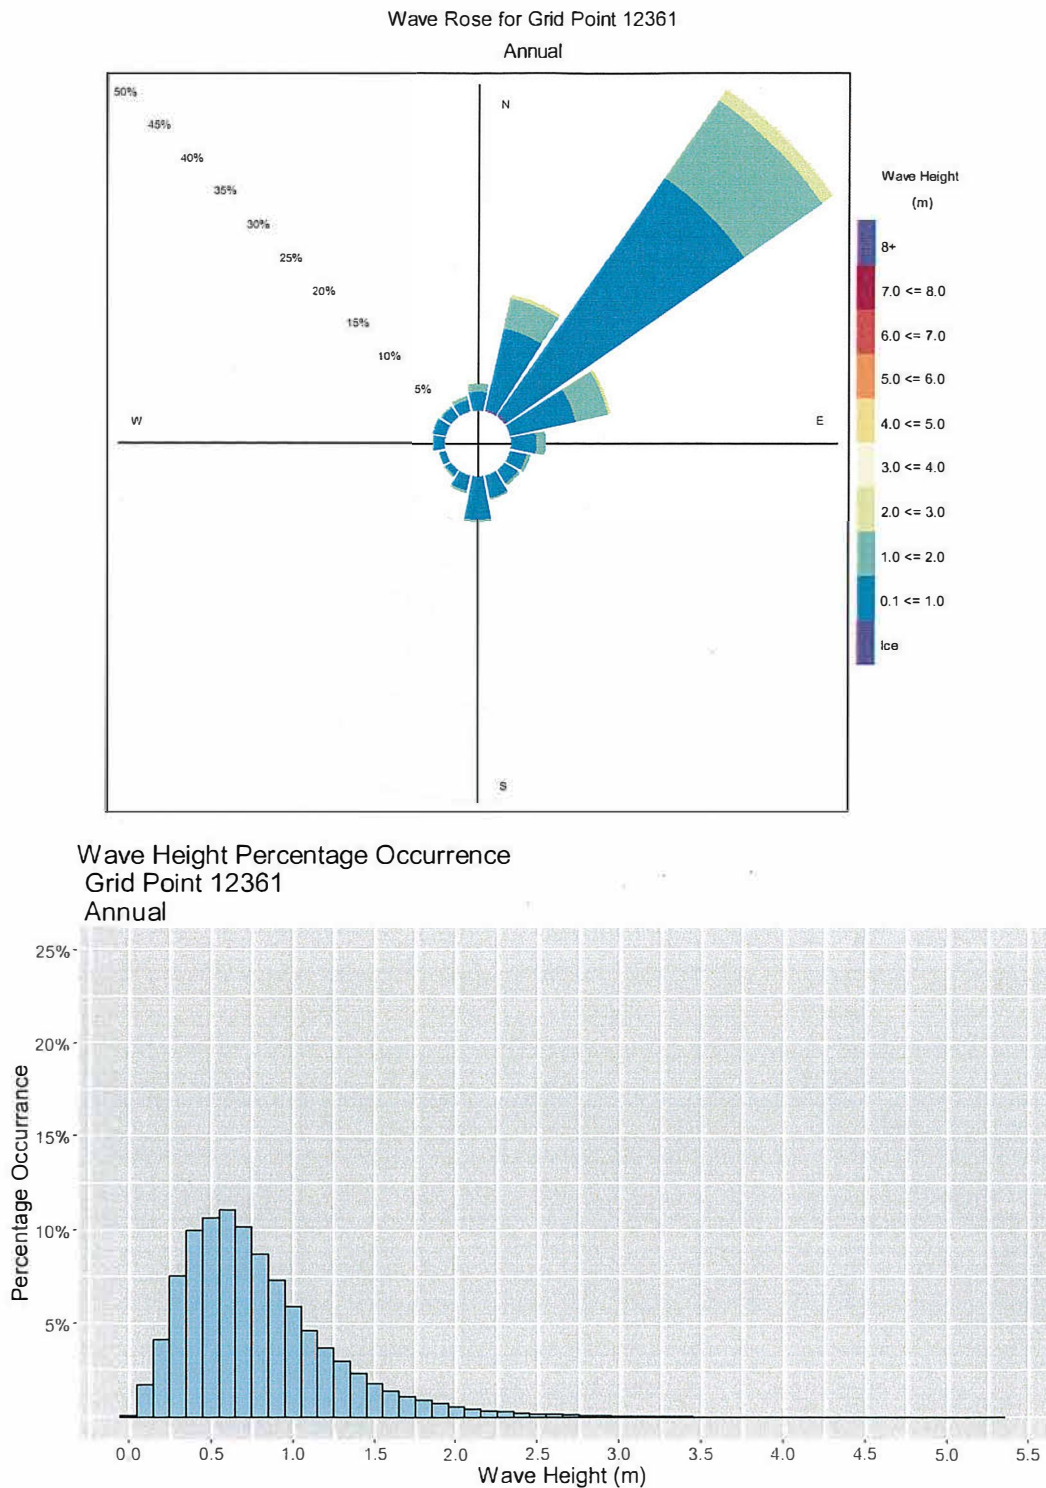 Wave Rose for Grid Point 12361
Annual
50%
45%
40%
35%
30%
25%
20%
15%
10%
5%
N
W
E
S
Wave Height
(m)
8+
7.0 <= 8.0
6.0 <= 7.0
5.0 <= 6.0
4.0 <= 5.0
3.0 <= 4.0
2.0 <= 3.0
1.0 <= 2.0
0.1 <= 1.0
Ice
Wave Height Percentage Occurrence
Grid Point 12361
Annual
Percentage Occurrance
25%
20%
15%
10%
5%
0.0 0.5 1.0 1.5 2.0 2.5 3.0 3.5 4.0 4.5 5.0 5.5
Wave Height (m)